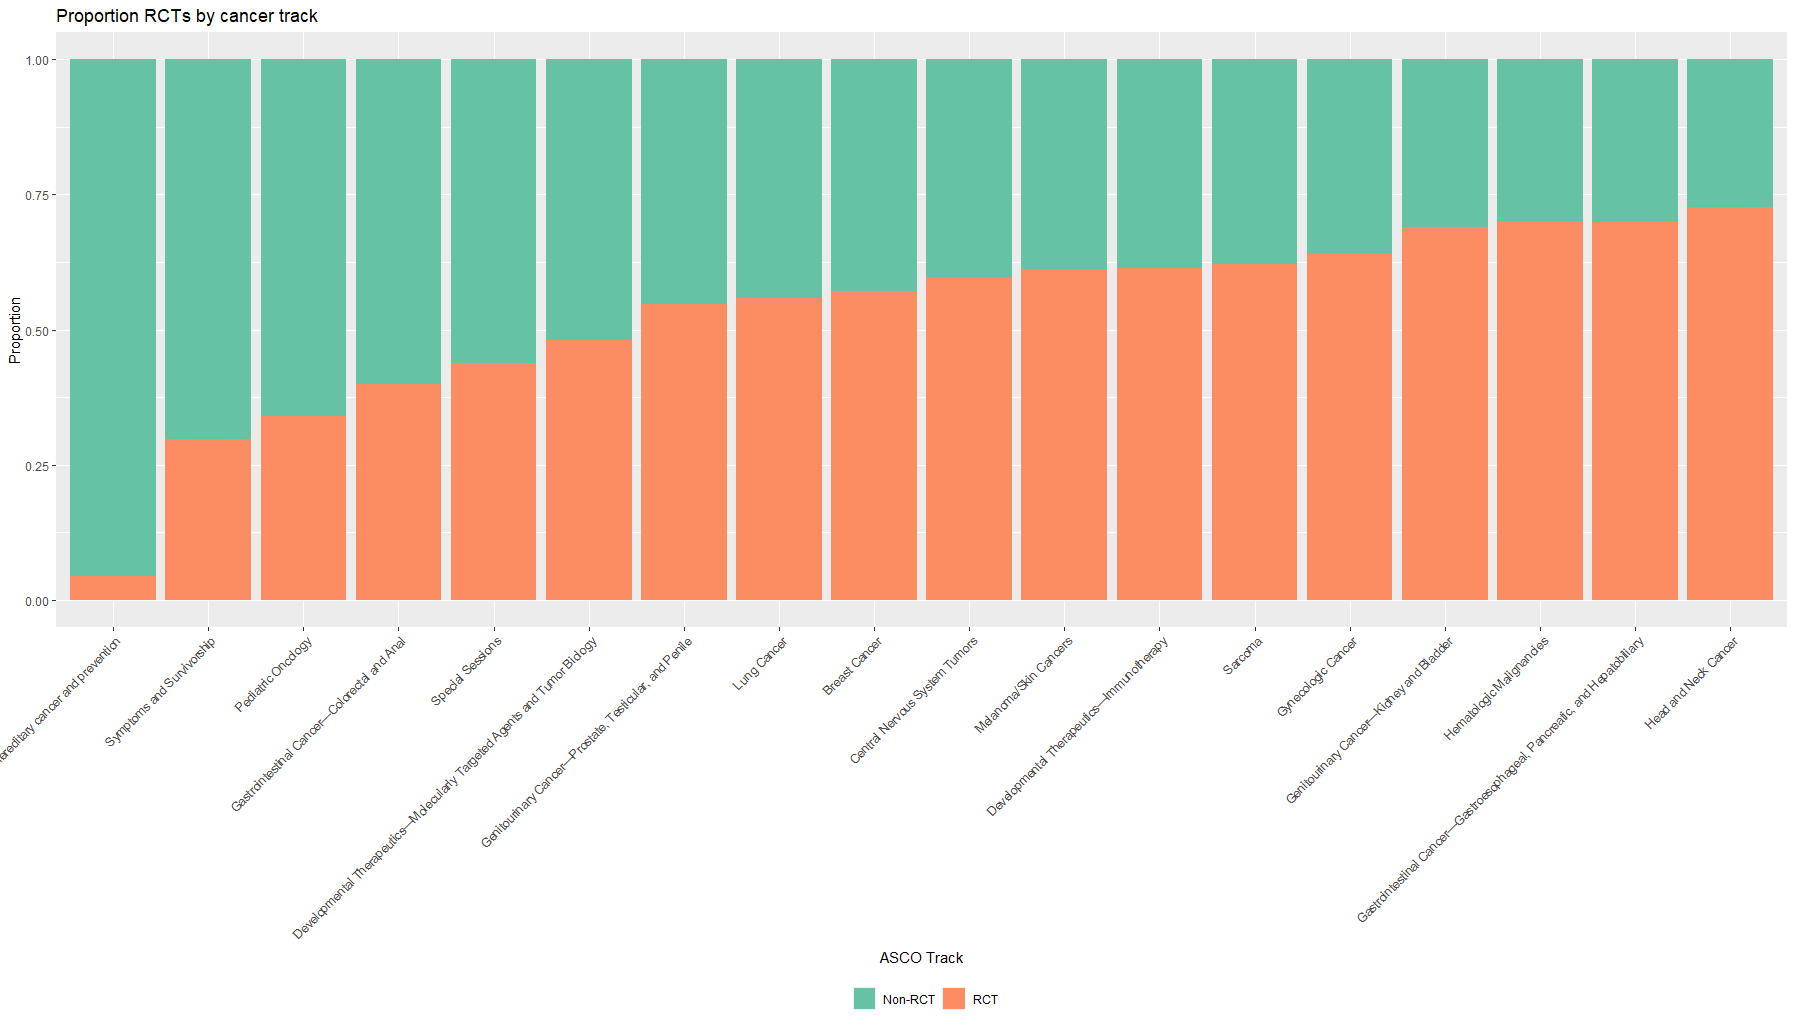 Proportion RCTs by cancer track
Proportion
1.00
0.75
0.50
0.25
0.00
cancer and prevention
Symptoms and Survivorship
Pediatric Oncology
Gastrointestinal Cancer—Colorectal and Anal
Special Sessions
Developmental Therapeutics—Molecularly Targeted Agents and Tumor Biology
Genitourinary Cancer—Prostate, Testicular, and Penile
Lung Cancer
Breast Cancer
Central Nervous System Tumors
Melanoma/Skin Cancers
Developmental Therapeutics—Immunotherapy
Sarcoma
Gynecologic Cancer
Genitourinary Cancer—Kidney and Bladder
Hematologic Malignancies
Gastrointestinal Cancer—Gastroesophageal, Pancreatic, and Hepatobiliary
Head and Neck Cancer
ASCO Track
Non-RCT
RCT